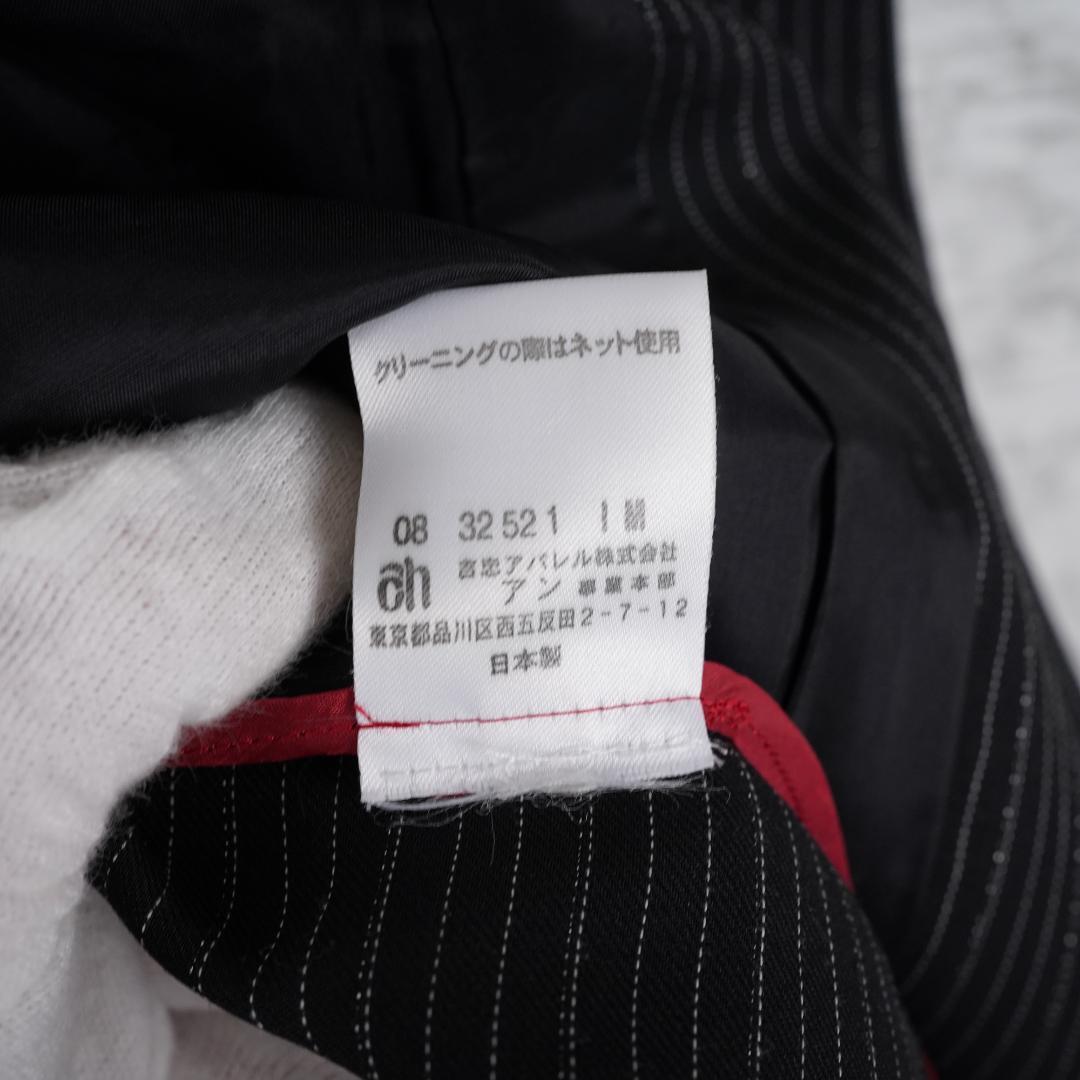 クリーニングの際はネット使用
08 32 521
ah 吉忠アパレル株式会社
アン 事業本部
東京都品川区西五反田2-7-12
日本製